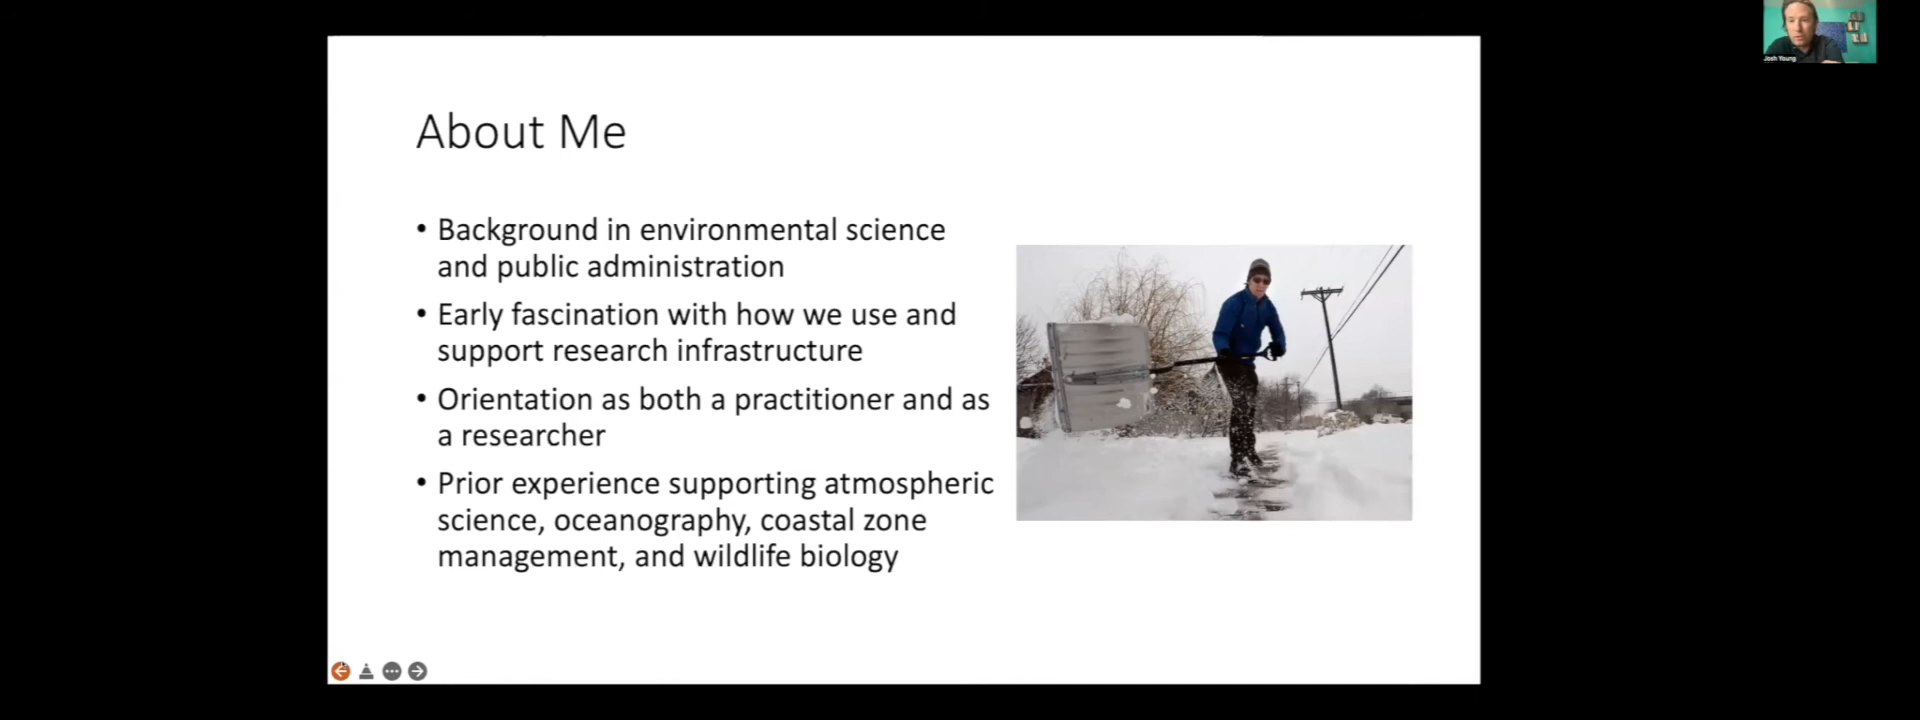 Josh Young
About Me
• Background in environmental science
and public administration
• Early fascination with how we use and
support research infrastructure
• Orientation as both a practitioner and as
a researcher
• Prior experience supporting atmospheric
science, oceanography, coastal zone
management, and wildlife biology